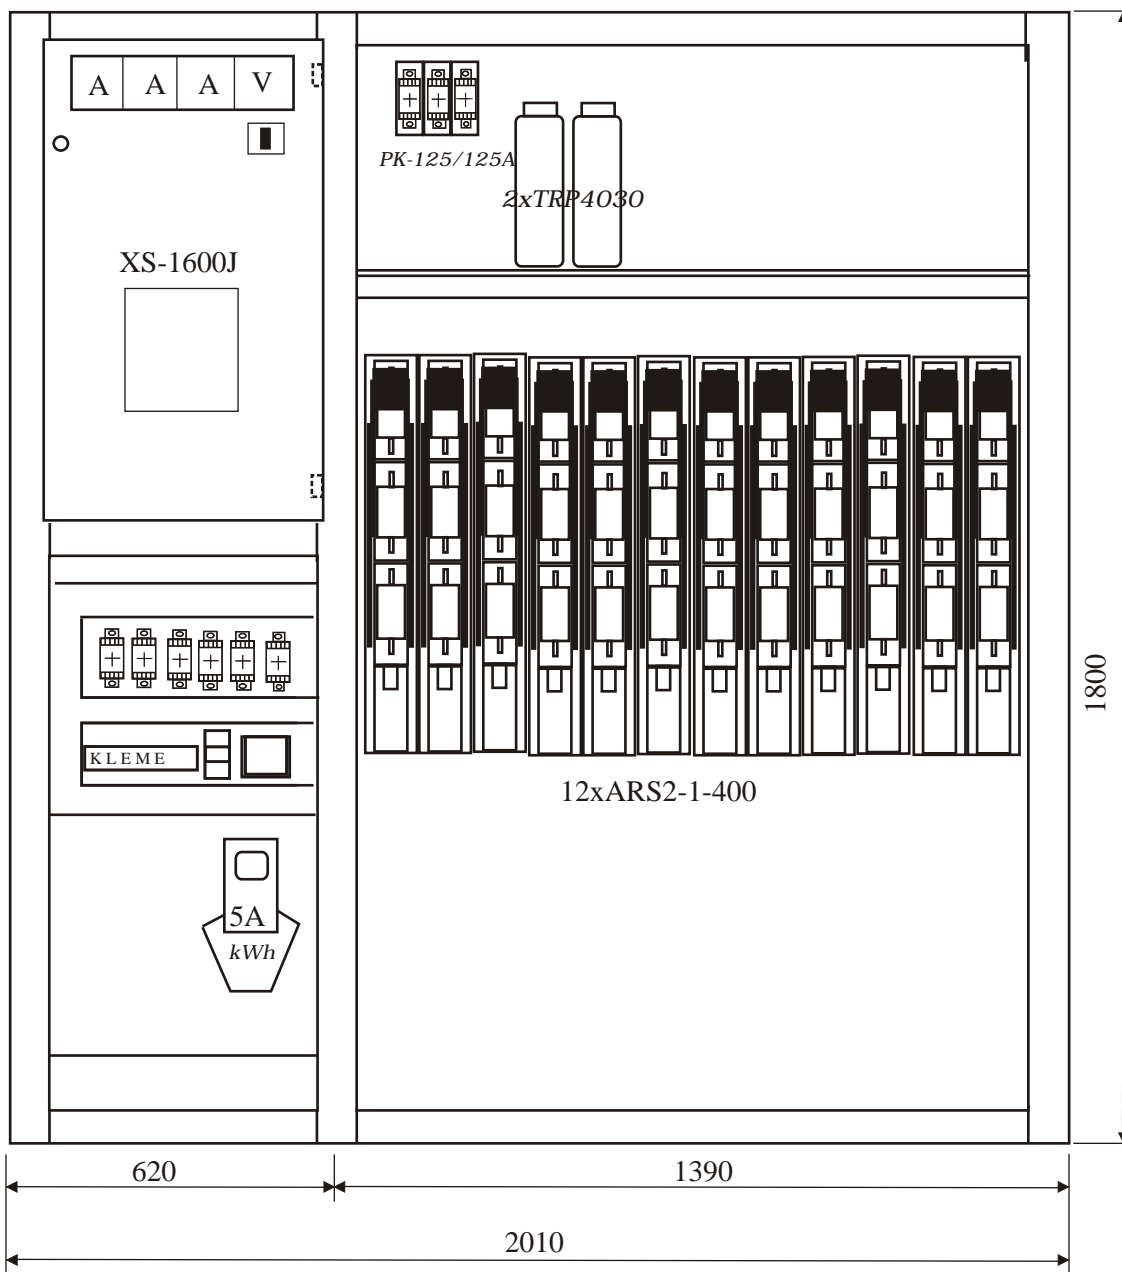 A A A V
PK-125/125A
2xTRP4030
XS-1600J
KLEME
12xARS2-1-400
5A
kWh
1800
620
1390
2010